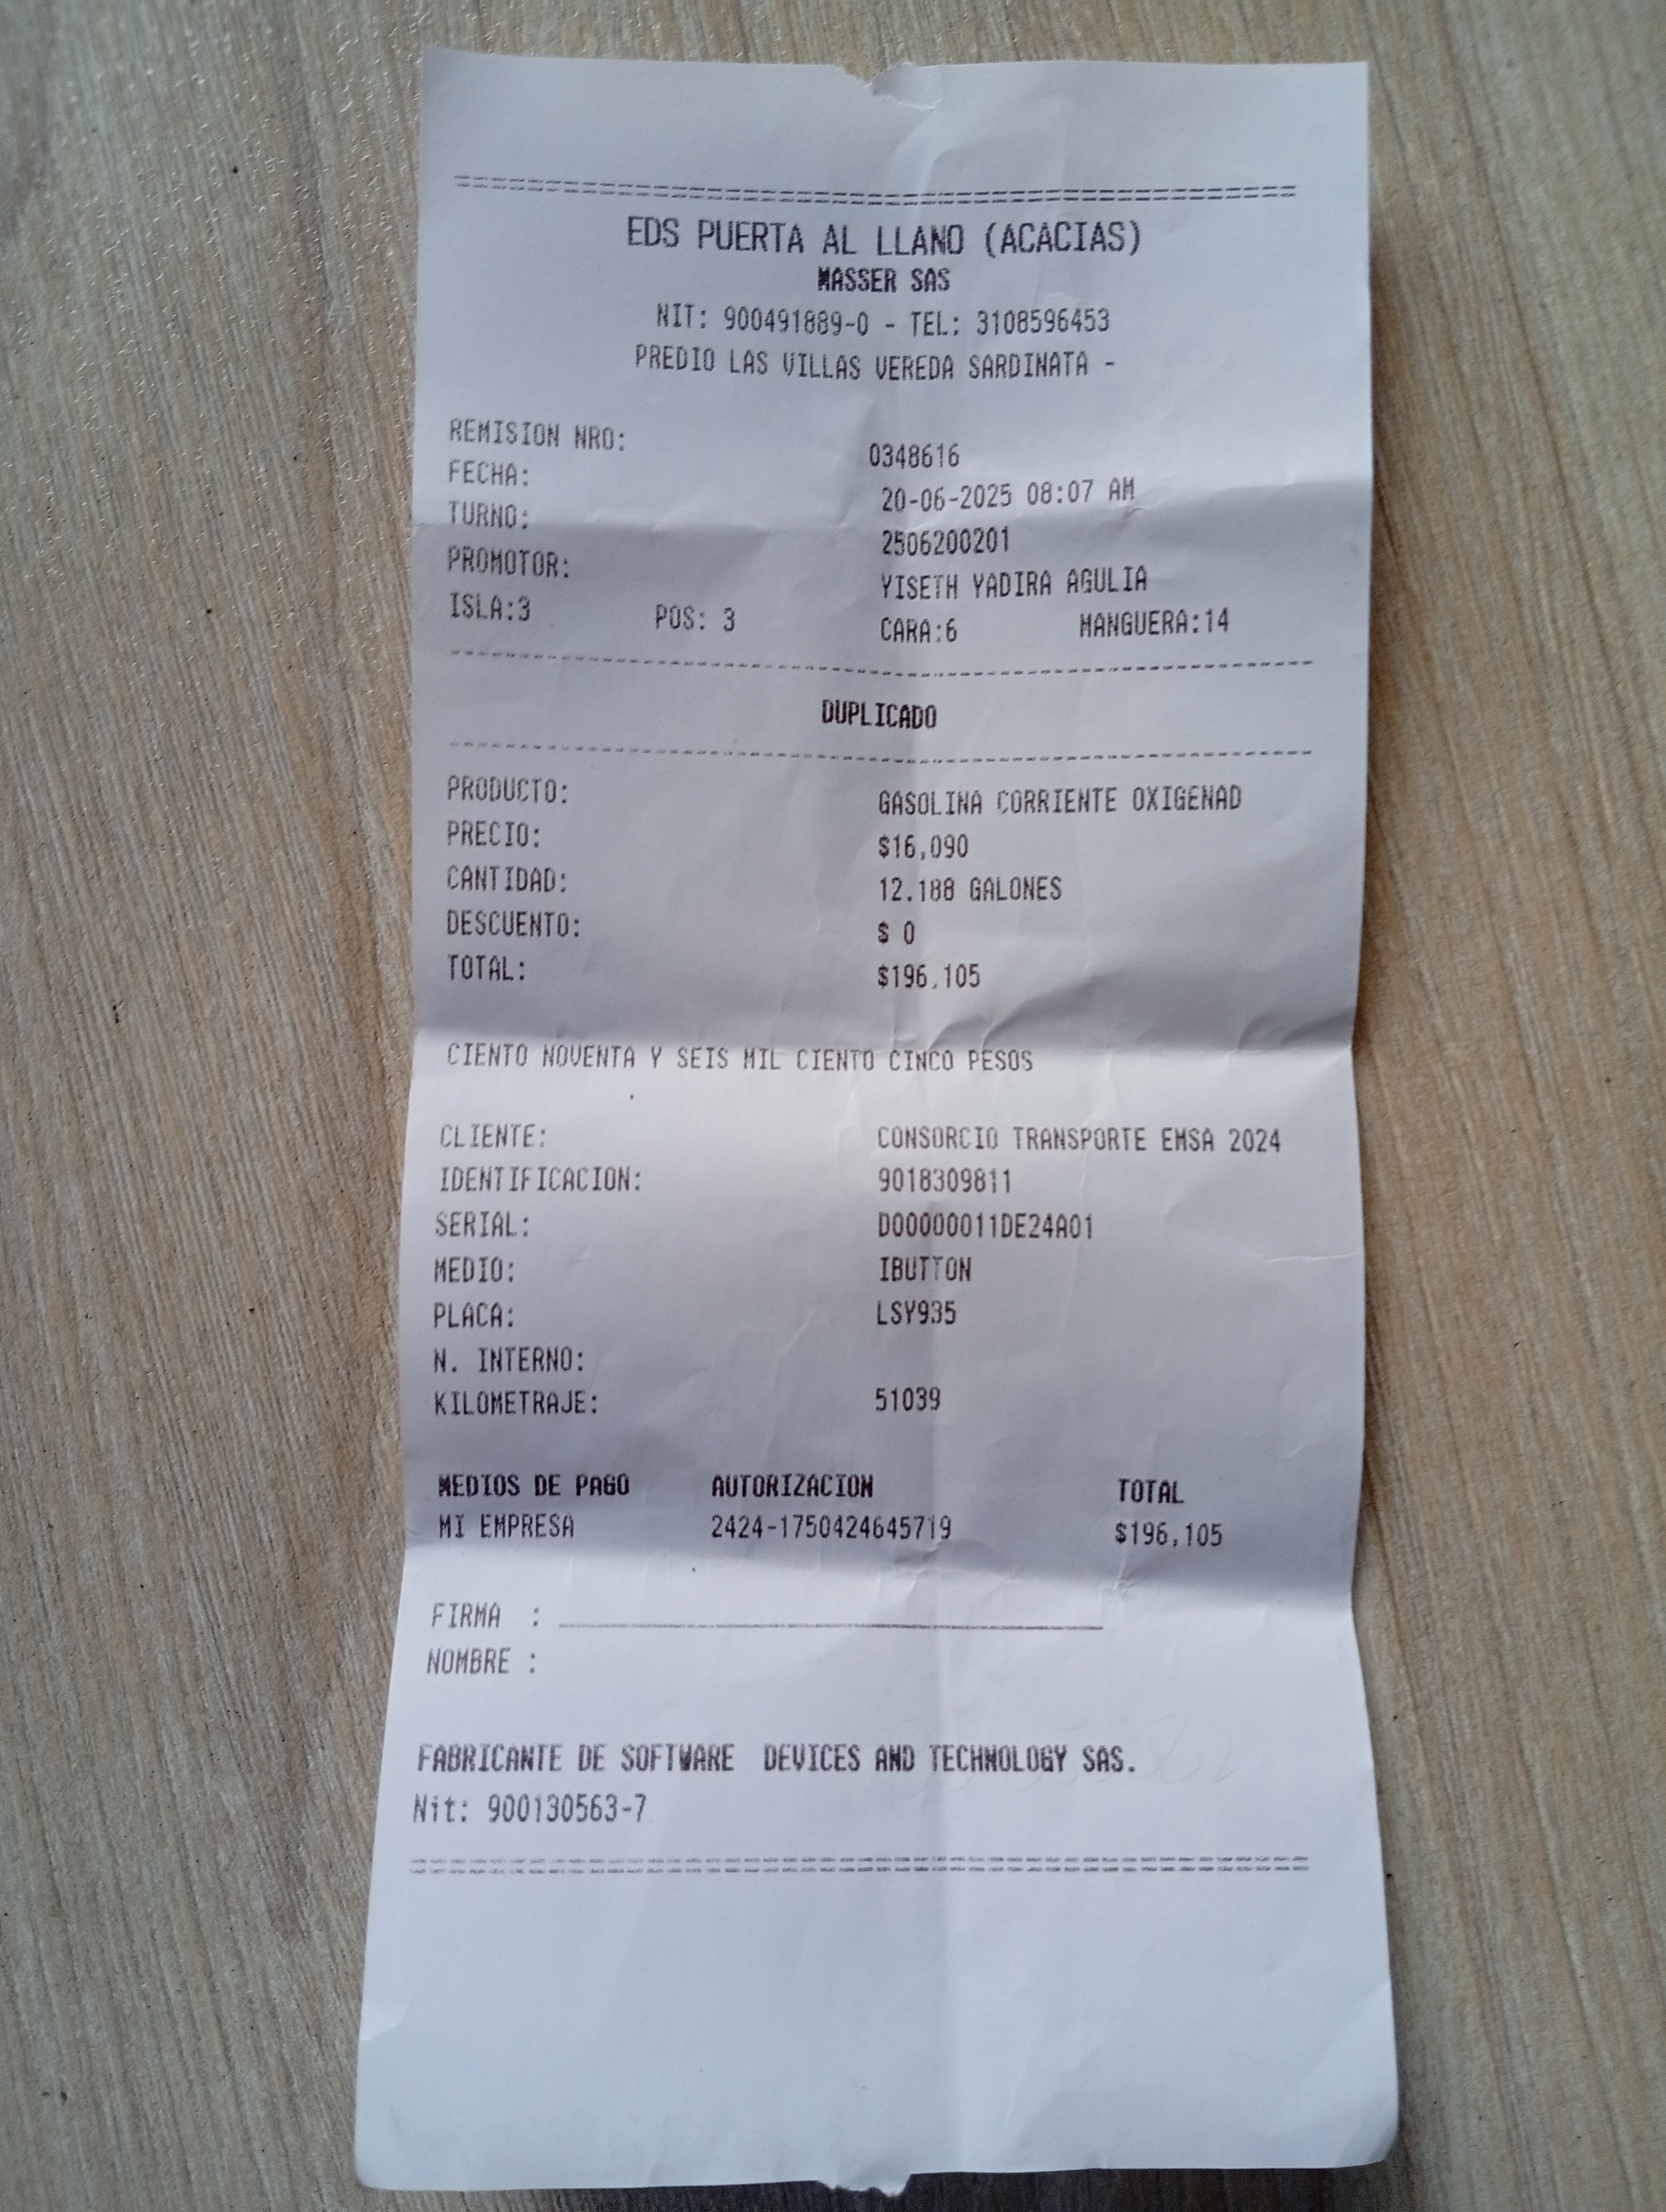 EDS PUERTA AL LLANO (ACACIAS)
MASSER SAS
NIT: 900491889-0 - TEL: 3108596453
PREDIO LAS VILLAS VEREDA SARDINATA -
REMISION NRO: 0348616
FECHA: 20-06-2025 08:07 AM
TURNO: 2506200201
PROMOTOR: YISETH YADIRA AGULIA
ISLA:3 POS: 3 CARA:6 MANGUERA:14
DUPLICADO
PRODUCTO: GASOLINA CORRIENTE OXIGENAD
PRECIO: $16,090
CANTIDAD: 12.188 GALONES
DESCUENTO: $ 0
TOTAL: $196,105
CIENTO NOVENTA Y SEIS MIL CIENTO CINCO PESOS
CLIENTE: CONSORCIO TRANSPORTE EMSA 2024
IDENTIFICACION: 9018309811
SERIAL: D00000011DE24A01
MEDIO: IBUTTON
PLACA: LSY935
N. INTERNO:
KILOMETRAJE: 51039
MEDIOS DE PAGO AUTORIZACION TOTAL
MI EMPRESA 2424-1750424645719 $196,105
FIRMA :
NOMBRE :
FABRICANTE DE SOFTWARE DEVICES AND TECHNOLOGY SAS.
Nit: 900130563-7